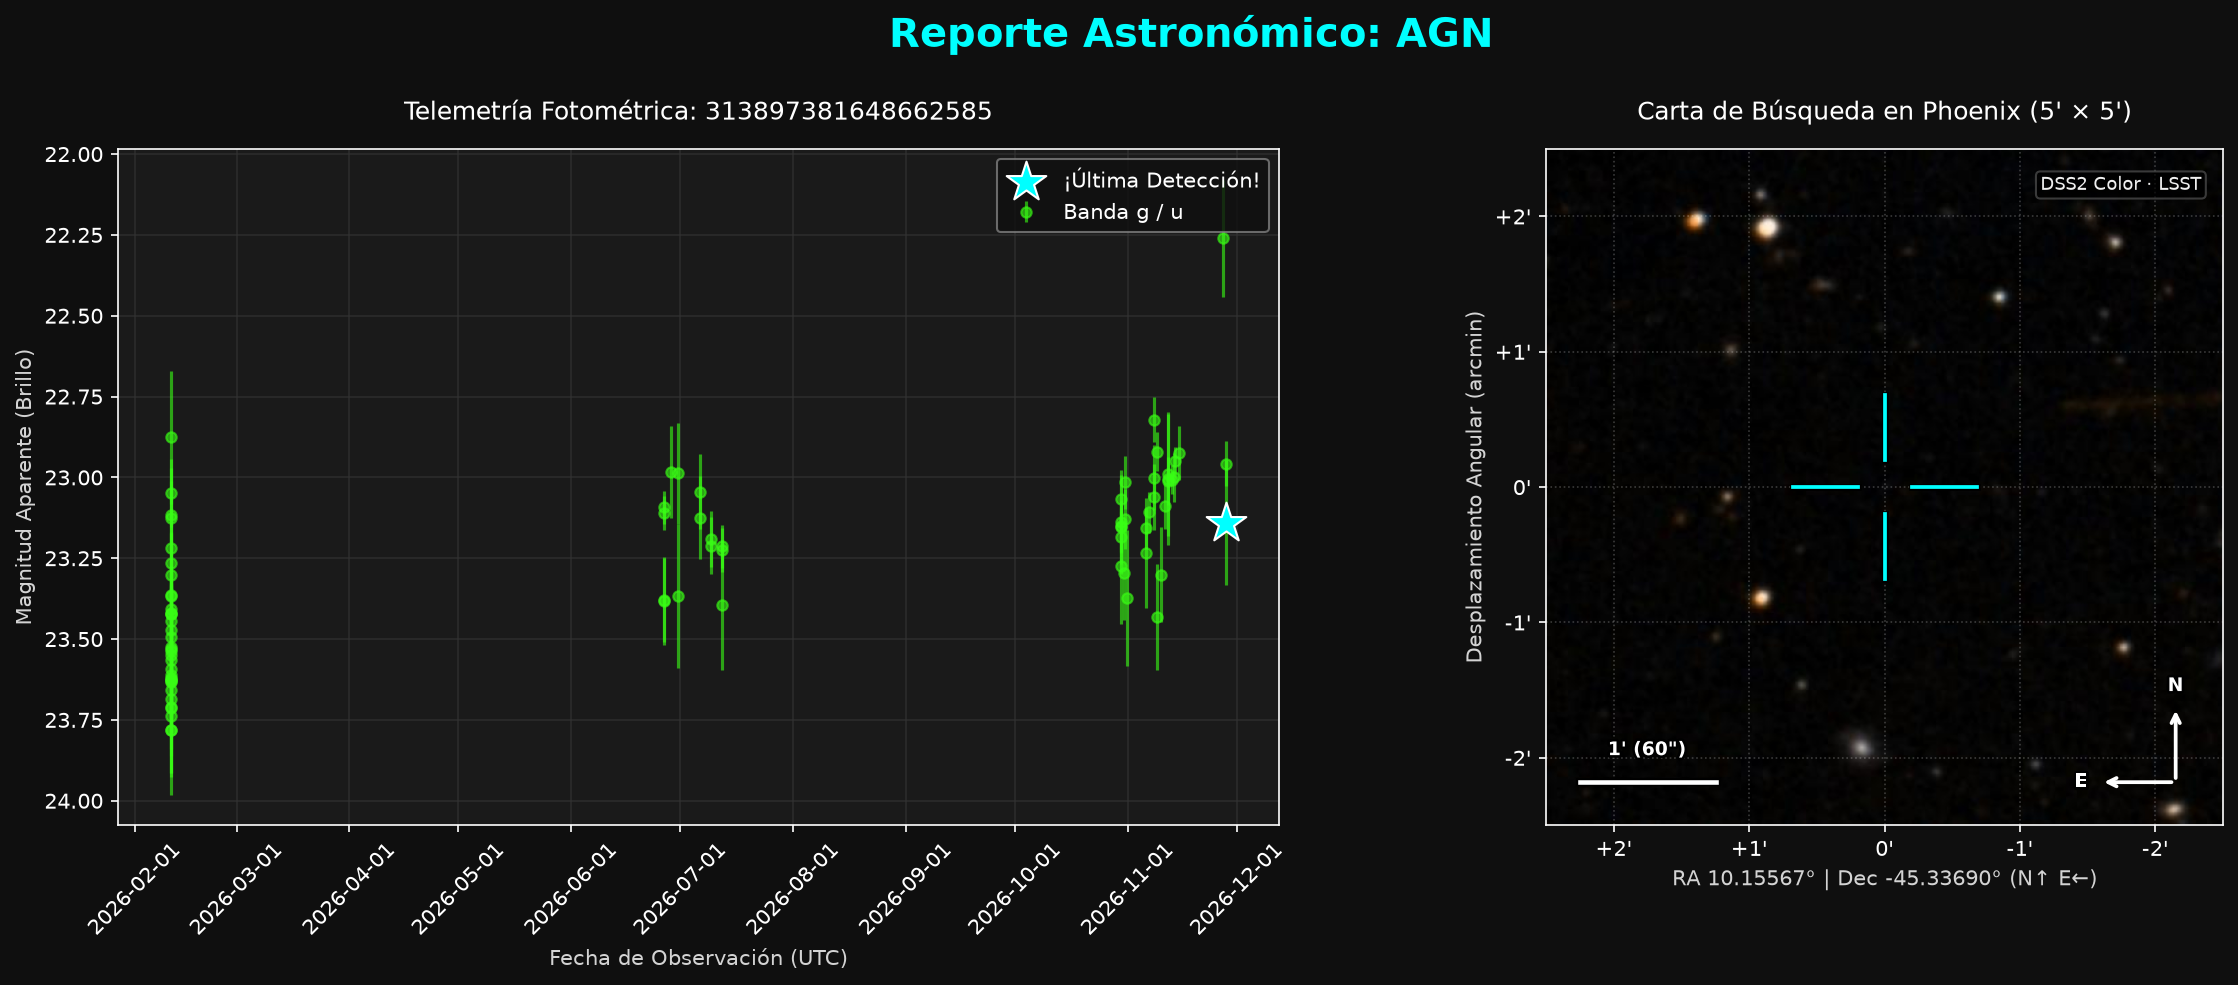 Reporte Astronómico: AGN
Telemetría Fotométrica: 313897381648662585
Magnitud Aparente (Brillo)
22.00
22.25
22.50
22.75
23.00
23.25
23.50
23.75
24.00
¡Última Detección!
Banda g / u
2026-02-01
2026-03-01
2026-04-01
2026-05-01
2026-06-01
2026-07-01
2026-08-01
2026-09-01
2026-10-01
2026-11-01
2026-12-01
Fecha de Observación (UTC)
Carta de Búsqueda en Phoenix (5' × 5')
DSS2 Color · LSST
Desplazamiento Angular (arcmin)
+2'
+1'
0'
-1'
-2'
N
E
1' (60")
+2'
+1'
0'
-1'
-2'
RA 10.15567° | Dec -45.33690° (N↑ E←)